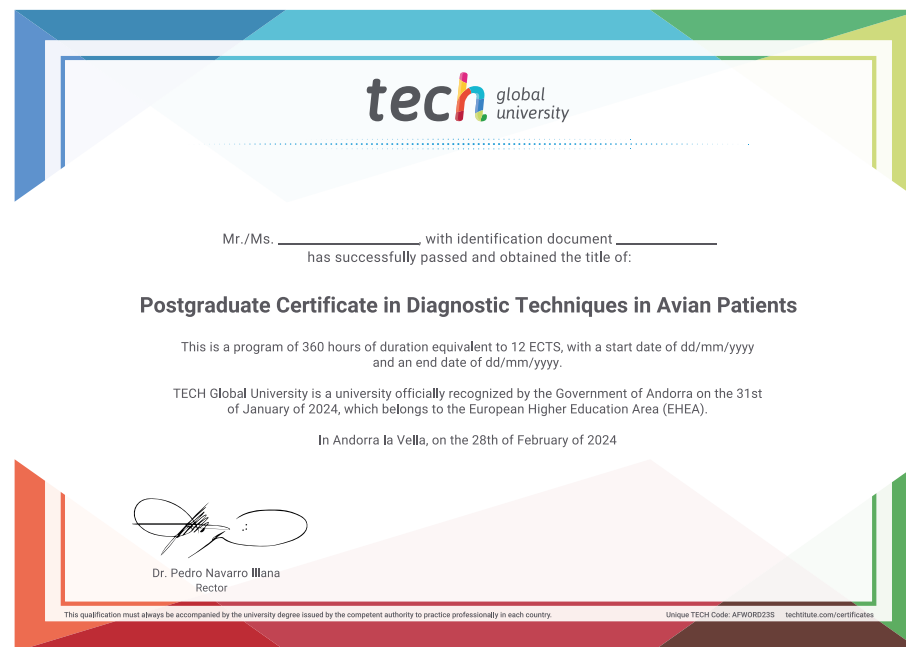 tech global university
Mr./Ms. ____________, with identification document ____________
has successfully passed and obtained the title of:
Postgraduate Certificate in Diagnostic Techniques in Avian Patients
This is a program of 360 hours of duration equivalent to 12 ECTS, with a start date of dd/mm/yyyy
and an end date of dd/mm/yyyy.
TECH Global University is a university officially recognized by the Government of Andorra on the 31st
of January of 2024, which belongs to the European Higher Education Area (EHEA).
In Andorra la Vella, on the 28th of February of 2024
Dr. Pedro Navarro Illana
Rector
This qualification must always be accompanied by the university degree issued by the competent authority to practice professionally in each country.
Unique TECH Code: AFWORD23S techtitute.com/certificates